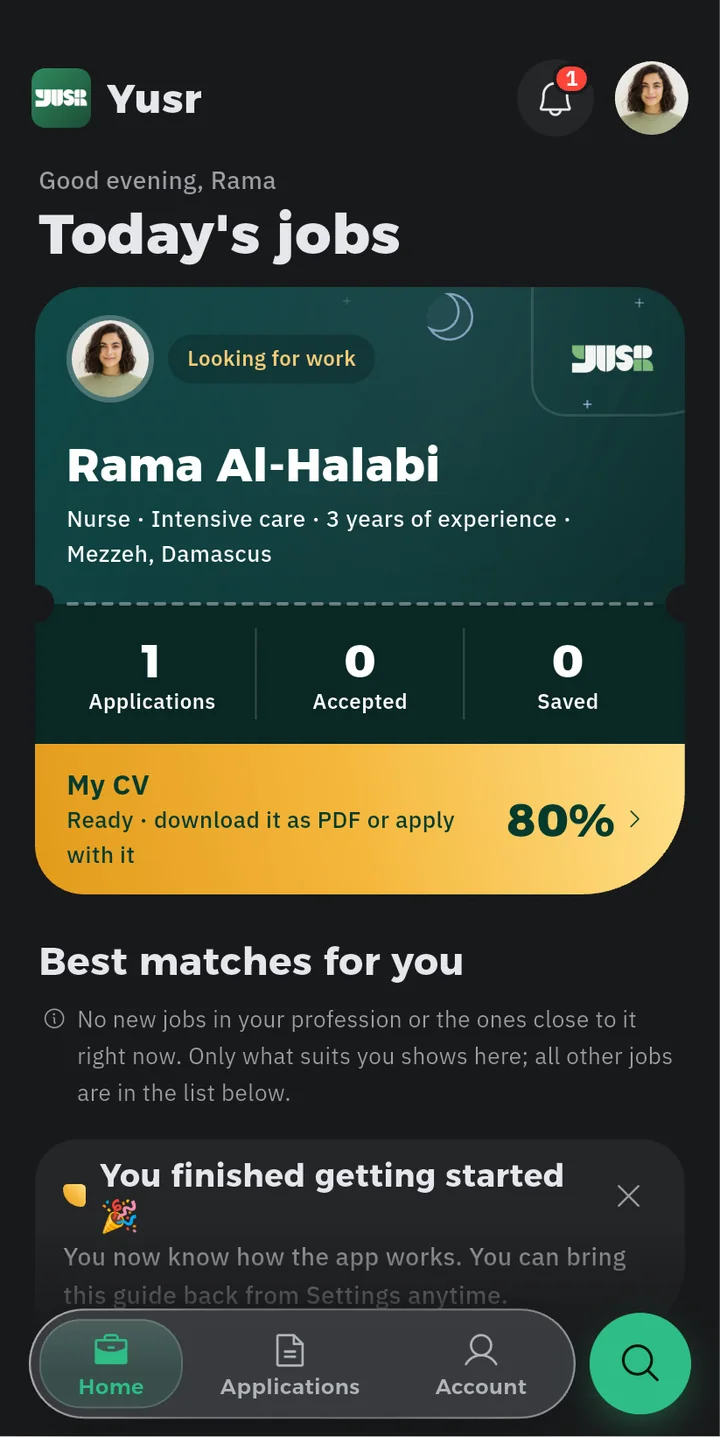 YUSR
Yusr
1
Good evening, Rama
Today's jobs
Looking for work
YUSR
Rama Al-Halabi
Nurse · Intensive care · 3 years of experience ·
Mezzeh, Damascus
1
Applications
0
Accepted
0
Saved
My CV
Ready · download it as PDF or apply
with it
80%
Best matches for you
No new jobs in your profession or the ones close to it
right now. Only what suits you shows here; all other jobs
are in the list below.
You finished getting started
🎉
You now know how the app works. You can bring
this guide back from Settings anytime.
Home
Applications
Account